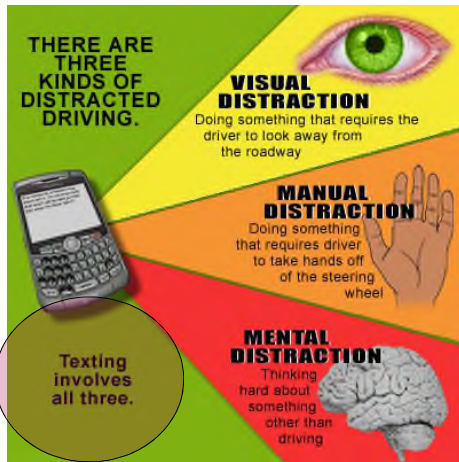 THERE ARE
THREE
KINDS OF
DISTRACTED
DRIVING.
VISUAL
DISTRACTION
Doing something that requires the
driver to look away from
the roadway
MANUAL
DISTRACTION
Doing something
that requires driver
to take hands off
of the steering
wheel
MENTAL
DISTRACTION
Thinking
hard about
something
other than
driving
Texting
involves
all three.